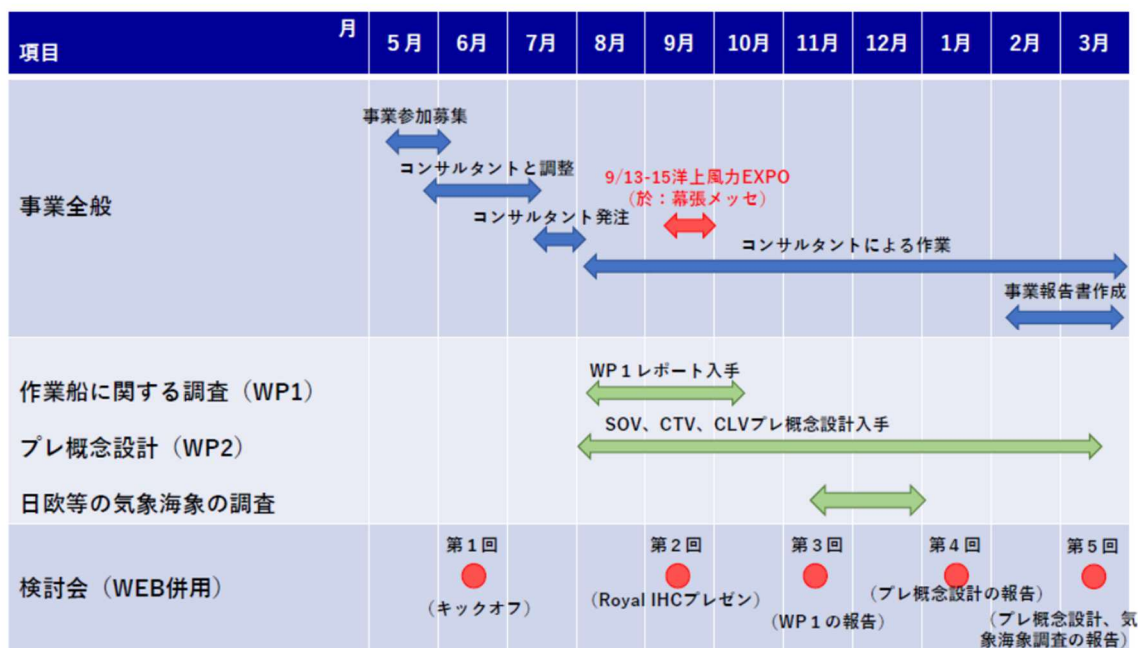 月
項目
5月 6月 7月 8月 9月 10月 11月 12月 1月 2月 3月
事業全般
事業参加募集
コンサルタントと調整
9/13-15洋上風力EXPO
（於：幕張メッセ）
コンサルタント発注
コンサルタントによる作業
事業報告書作成
作業船に関する調査（WP1）
WP１レポート入手
プレ概念設計（WP2）
SOV、CTV、CLVプレ概念設計入手
日欧等の気象海象の調査
検討会（WEB併用）
第１回
（キックオフ）
第２回
（Royal IHCプレゼン）
第３回
（WP１の報告）
第４回
（プレ概念設計の報告）
第５回
（プレ概念設計、気
象海象調査の報告）